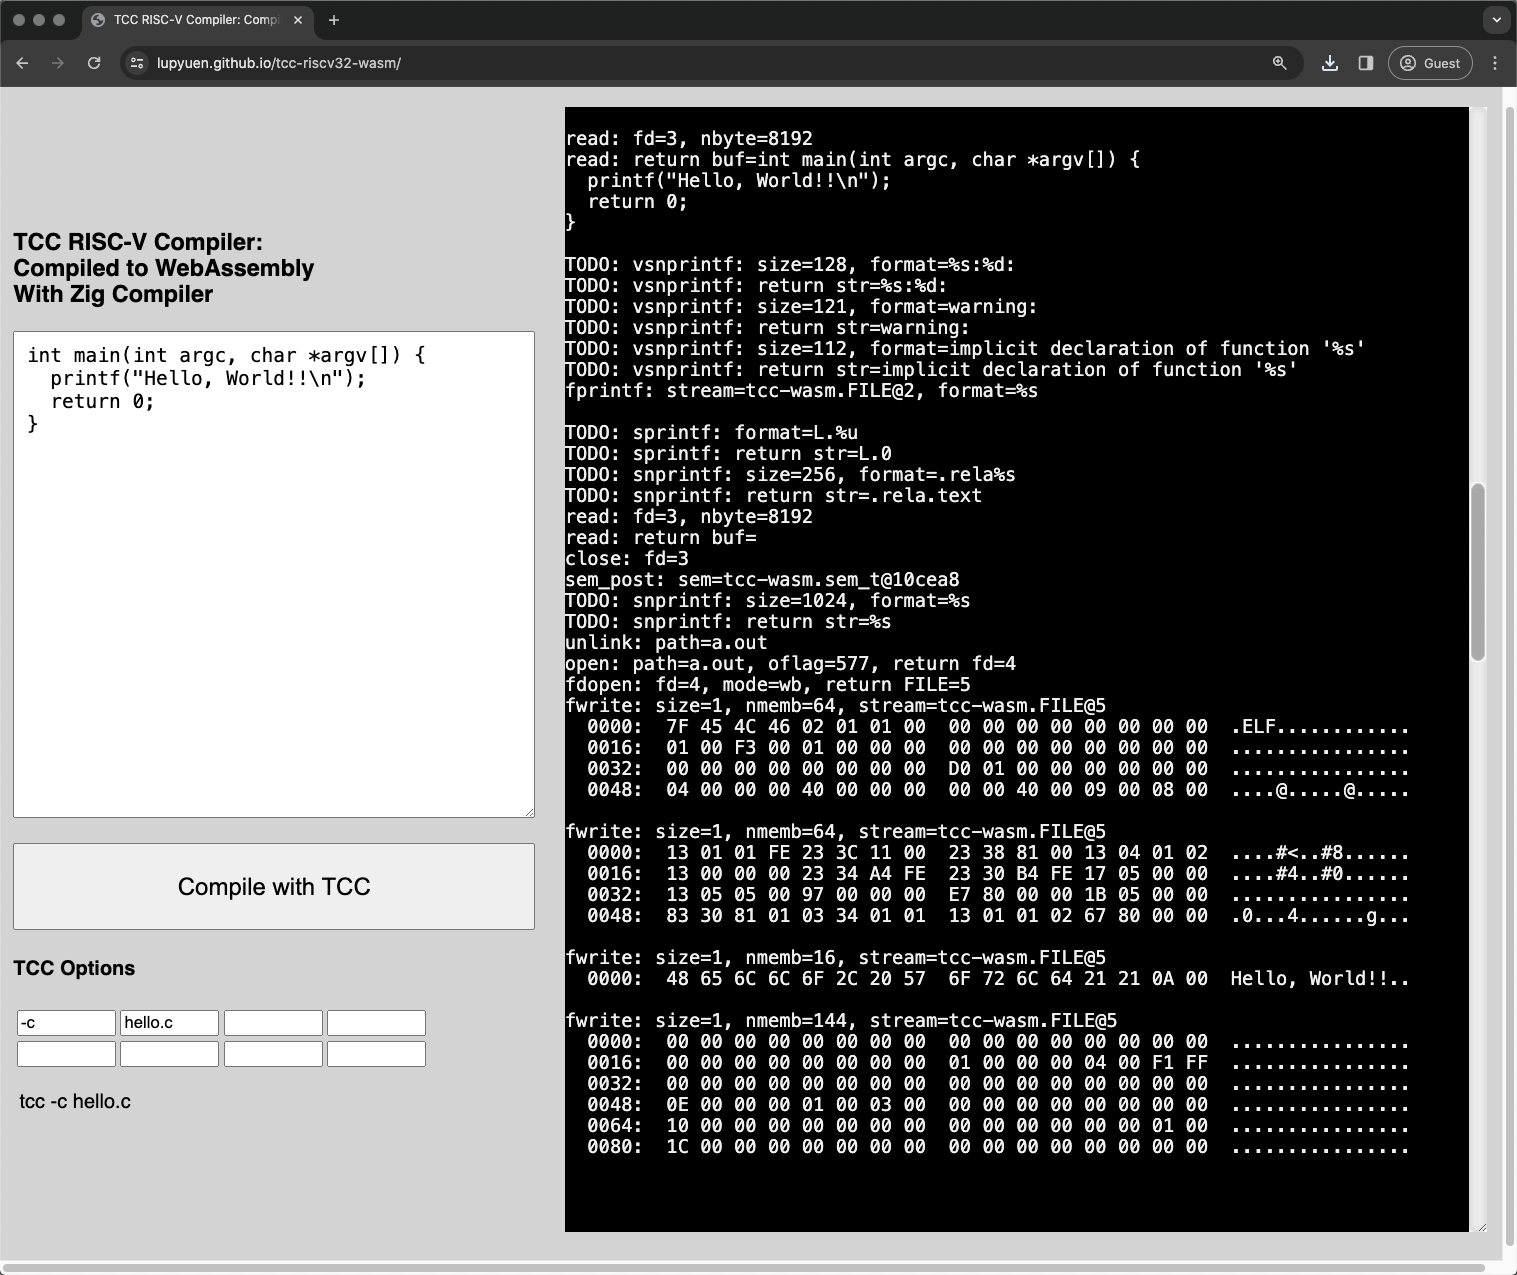 TCC RISC-V Compiler: Compi
lupyuen.github.io/tcc-riscv32-wasm/
Guest
TCC RISC-V Compiler:
Compiled to WebAssembly
With Zig Compiler
int main(int argc, char *argv[]) {
  printf("Hello, World!!\n");
  return 0;
}
Compile with TCC
TCC Options
-c hello.c
tcc -c hello.c
read: fd=3, nbyte=8192
read: return buf=int main(int argc, char *argv[]) {
  printf("Hello, World!!\n");
  return 0;
}
TODO: vsnprintf: size=128, format=%s:%d:
TODO: vsnprintf: return str=%s:%d:
TODO: vsnprintf: size=121, format=warning:
TODO: vsnprintf: return str=warning:
TODO: vsnprintf: size=112, format=implicit declaration of function '%s'
TODO: vsnprintf: return str=implicit declaration of function '%s'
fprintf: stream=tcc-wasm.FILE@2, format=%s
TODO: sprintf: format=L.%u
TODO: sprintf: return str=L.0
TODO: snprintf: size=256, format=.rela%s
TODO: snprintf: return str=.rela.text
read: fd=3, nbyte=8192
read: return buf=
close: fd=3
sem_post: sem=tcc-wasm.sem_t@10cea8
TODO: snprintf: size=1024, format=%s
TODO: snprintf: return str=%s
unlink: path=a.out
open: path=a.out, oflag=577, return fd=4
fdopen: fd=4, mode=wb, return FILE=5
fwrite: size=1, nmemb=64, stream=tcc-wasm.FILE@5
  0000:  7F 45 4C 46 02 01 01 00  00 00 00 00 00 00 00 00  .ELF............
  0016:  01 00 F3 00 01 00 00 00  00 00 00 00 00 00 00 00  ................
  0032:  00 00 00 00 00 00 00 00  D0 01 00 00 00 00 00 00  ................
  0048:  04 00 00 00 40 00 00 00  00 00 40 00 09 00 08 00  ....@.....@.....
fwrite: size=1, nmemb=64, stream=tcc-wasm.FILE@5
  0000:  13 01 01 FE 23 3C 11 00  23 38 81 00 13 04 01 02  ....#<..#8......
  0016:  13 00 00 00 23 34 A4 FE  23 30 B4 FE 17 05 00 00  ....#4..#0......
  0032:  13 05 05 00 97 00 00 00  E7 80 00 00 1B 05 00 00  ................
  0048:  83 30 81 01 03 34 01 01  13 01 01 02 67 80 00 00  .0...4......g...
fwrite: size=1, nmemb=16, stream=tcc-wasm.FILE@5
  0000:  48 65 6C 6C 6F 2C 20 57  6F 72 6C 64 21 21 0A 00  Hello, World!!..
fwrite: size=1, nmemb=144, stream=tcc-wasm.FILE@5
  0000:  00 00 00 00 00 00 00 00  00 00 00 00 00 00 00 00  ................
  0016:  00 00 00 00 00 00 00 00  01 00 00 00 04 00 F1 FF  ................
  0032:  00 00 00 00 00 00 00 00  00 00 00 00 00 00 00 00  ................
  0048:  0E 00 00 00 01 00 03 00  00 00 00 00 00 00 00 00  ................
  0064:  10 00 00 00 00 00 00 00  00 00 00 00 00 00 01 00  ................
  0080:  1C 00 00 00 00 00 00 00  00 00 00 00 00 00 00 00  ................